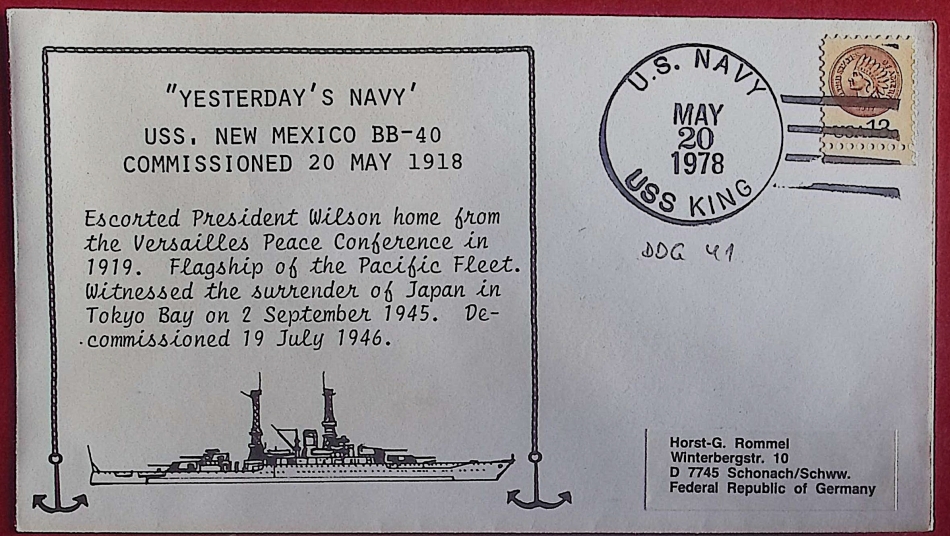 "YESTERDAY'S NAVY'
USS. NEW MEXICO BB-40
COMMISSIONED 20 MAY 1918
Escorted President Wilson home from
the Versailles Peace Conference in
1919. Flagship of the Pacific Fleet.
Witnessed the surrender of Japan in
Tokyo Bay on 2 September 1945. De-
commissioned 19 July 1946.
U.S. NAVY
MAY
20
1978
USS KING
DDG 41
USA 13
Horst-G. Rommel
Winterbergstr. 10
D 7745 Schonach/Schww.
Federal Republic of Germany